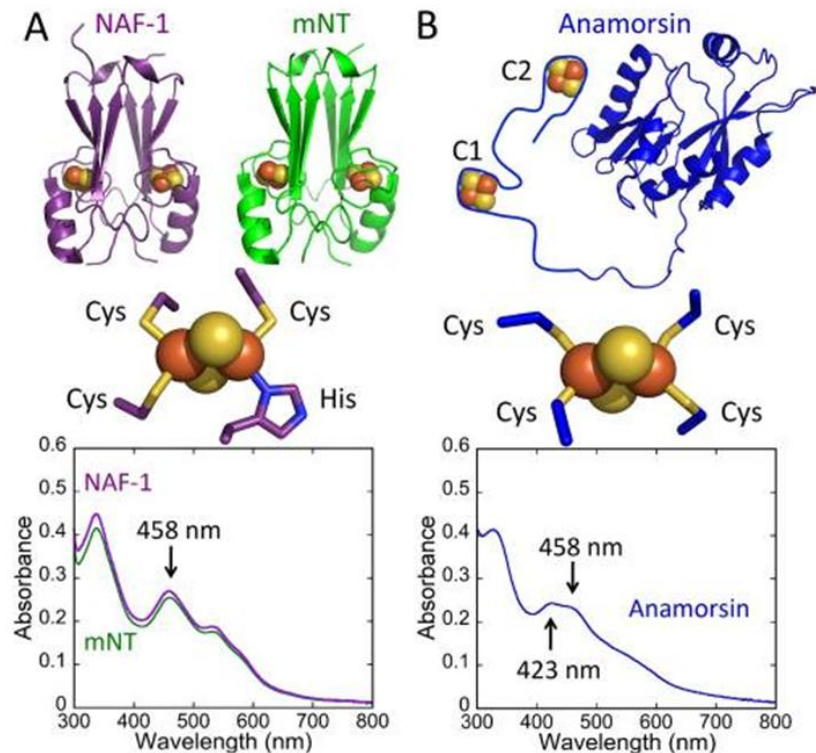 A
NAF-1
mNT
Cys
Cys
Cys
His
0.6
0.5
0.4
0.3
0.2
0.1
0
Absorbance
NAF-1
458 nm
mNT
300 400 500 600 700 800
Wavelength (nm)
B
Anamorsin
C2
C1
Cys
Cys
Cys
Cys
0.6
0.5
0.4
0.3
0.2
0.1
0
Absorbance
458 nm
Anamorsin
423 nm
300 400 500 600 700 800
Wavelength (nm)